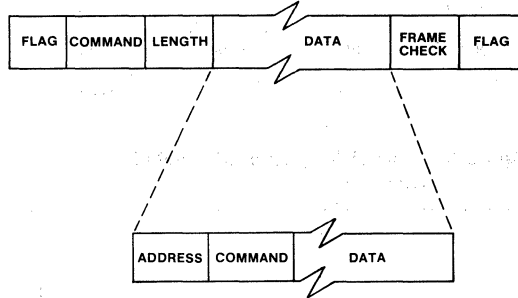 FLAG COMMAND LENGTH DATA FRAME CHECK FLAG
ADDRESS COMMAND DATA